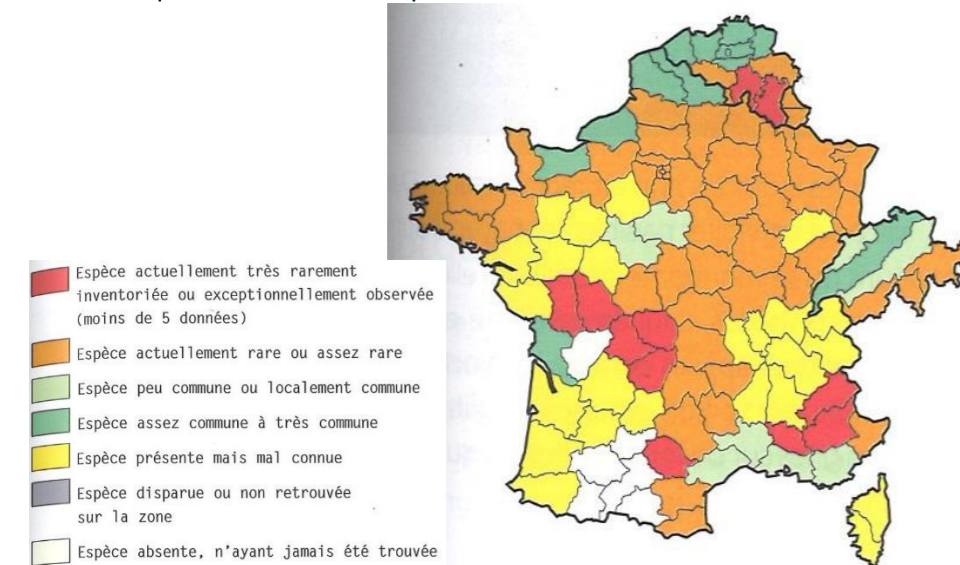 Espèce actuellement très rarement
inventoriée ou exceptionnellement observée
(moins de 5 données)
Espèce actuellement rare ou assez rare
Espèce peu commune ou localement commune
Espèce assez commune à très commune
Espèce présente mais mal connue
Espèce disparue ou non retrouvée
sur la zone
Espèce absente, n'ayant jamais été trouvée